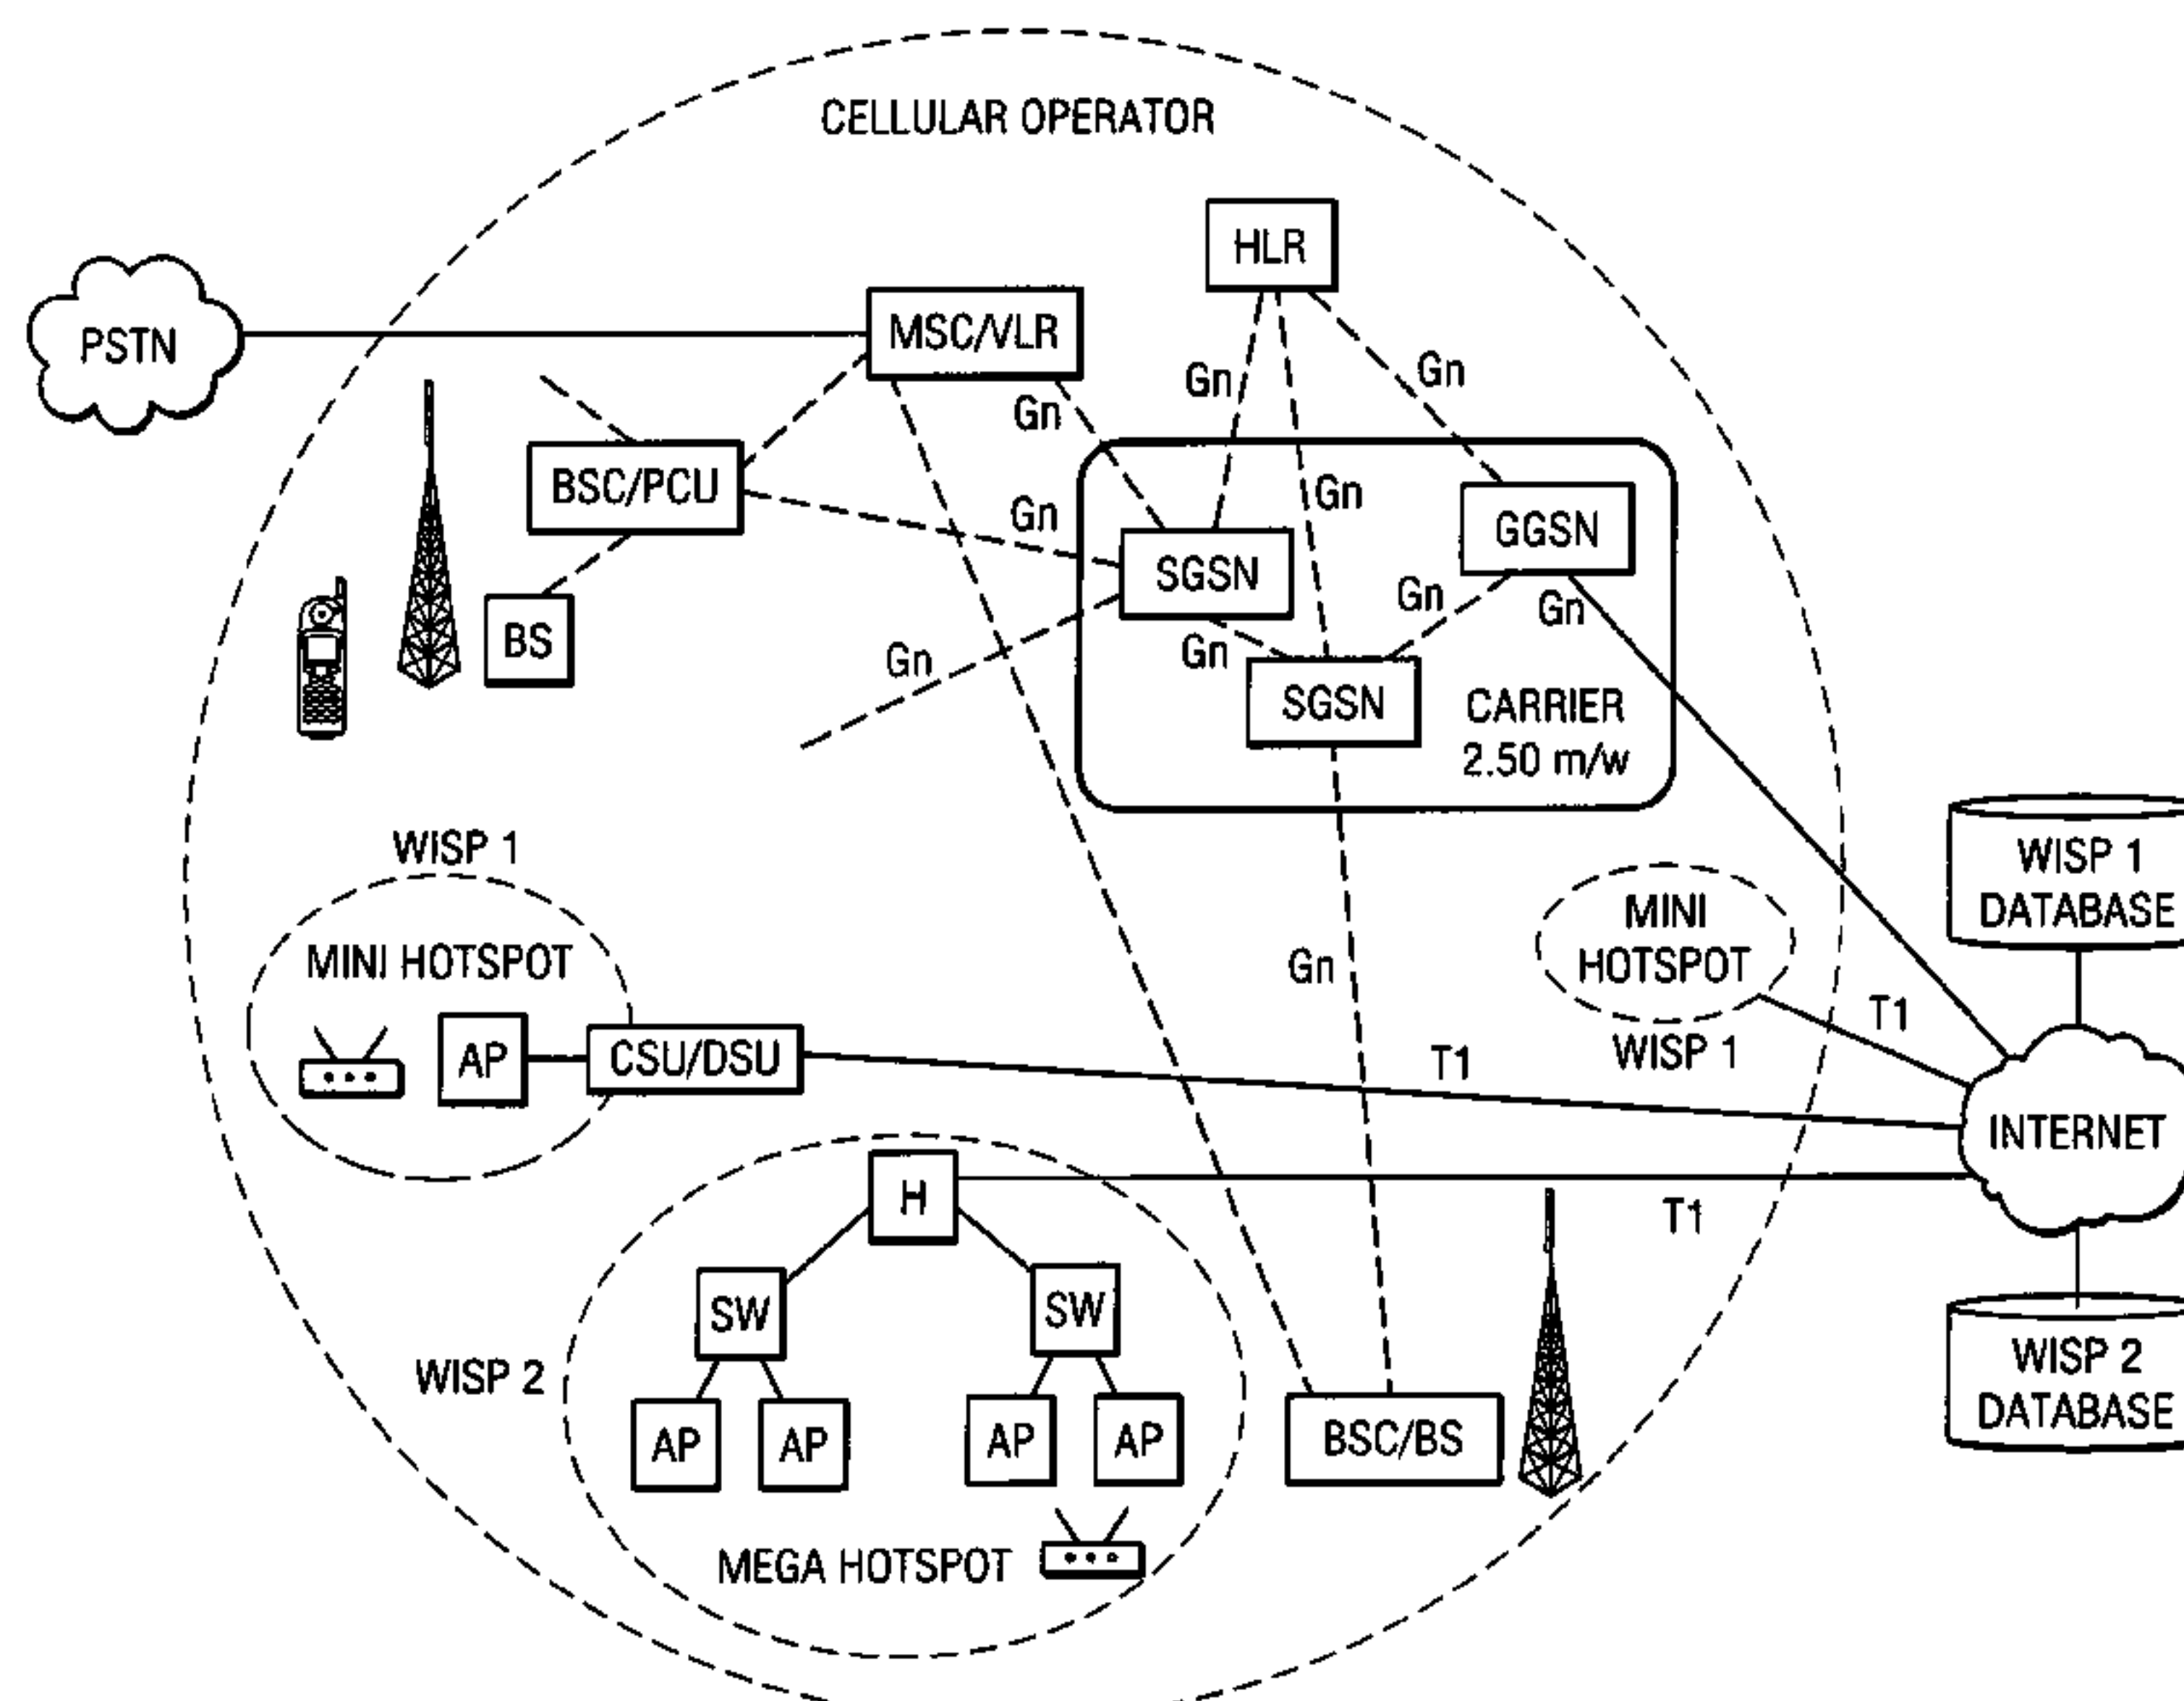 CELLULAR OPERATOR
HLR
PSTN
MSC/VLR
Gn
Gn
Gn
BSC/PCU
Gn
Gn
GGSN
SGSN
Gn
Gn
BS
Gn
Gn
SGSN
CARRIER
2.50 m/w
WISP 1
MINI HOTSPOT
AP
CSU/DSU
Gn
MINI
HOTSPOT
WISP 1
T1
T1
WISP 1
DATABASE
INTERNET
H
T1
SW
SW
WISP 2
AP
AP
AP
AP
BSC/BS
MEGA HOTSPOT
WISP 2
DATABASE